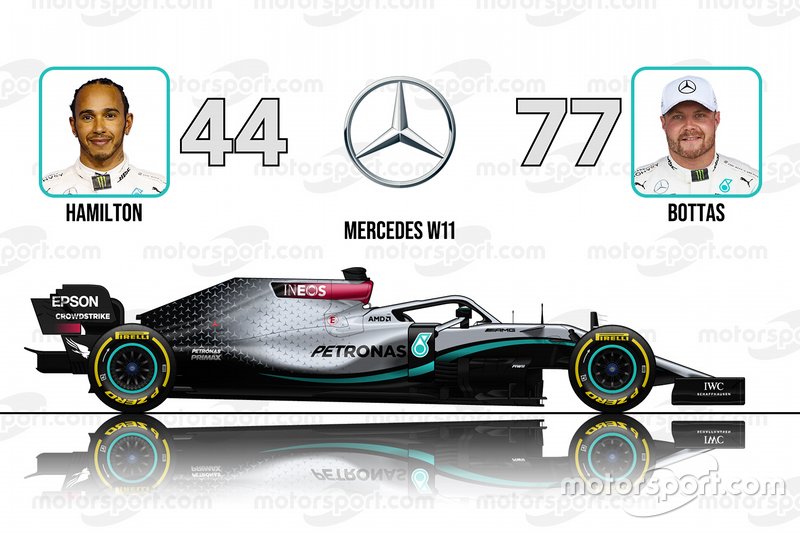 44
77
HAMILTON
BOTTAS
MERCEDES W11
INEOS
EPSON
CROWDSTRIKE
AMD
AMG
PETRONAS
PETRONAS
PRIMAX
PIRELLI
P ZERO
PIRELLI
P ZERO
IWC
SCHAFFHAUSEN
motorsport.com